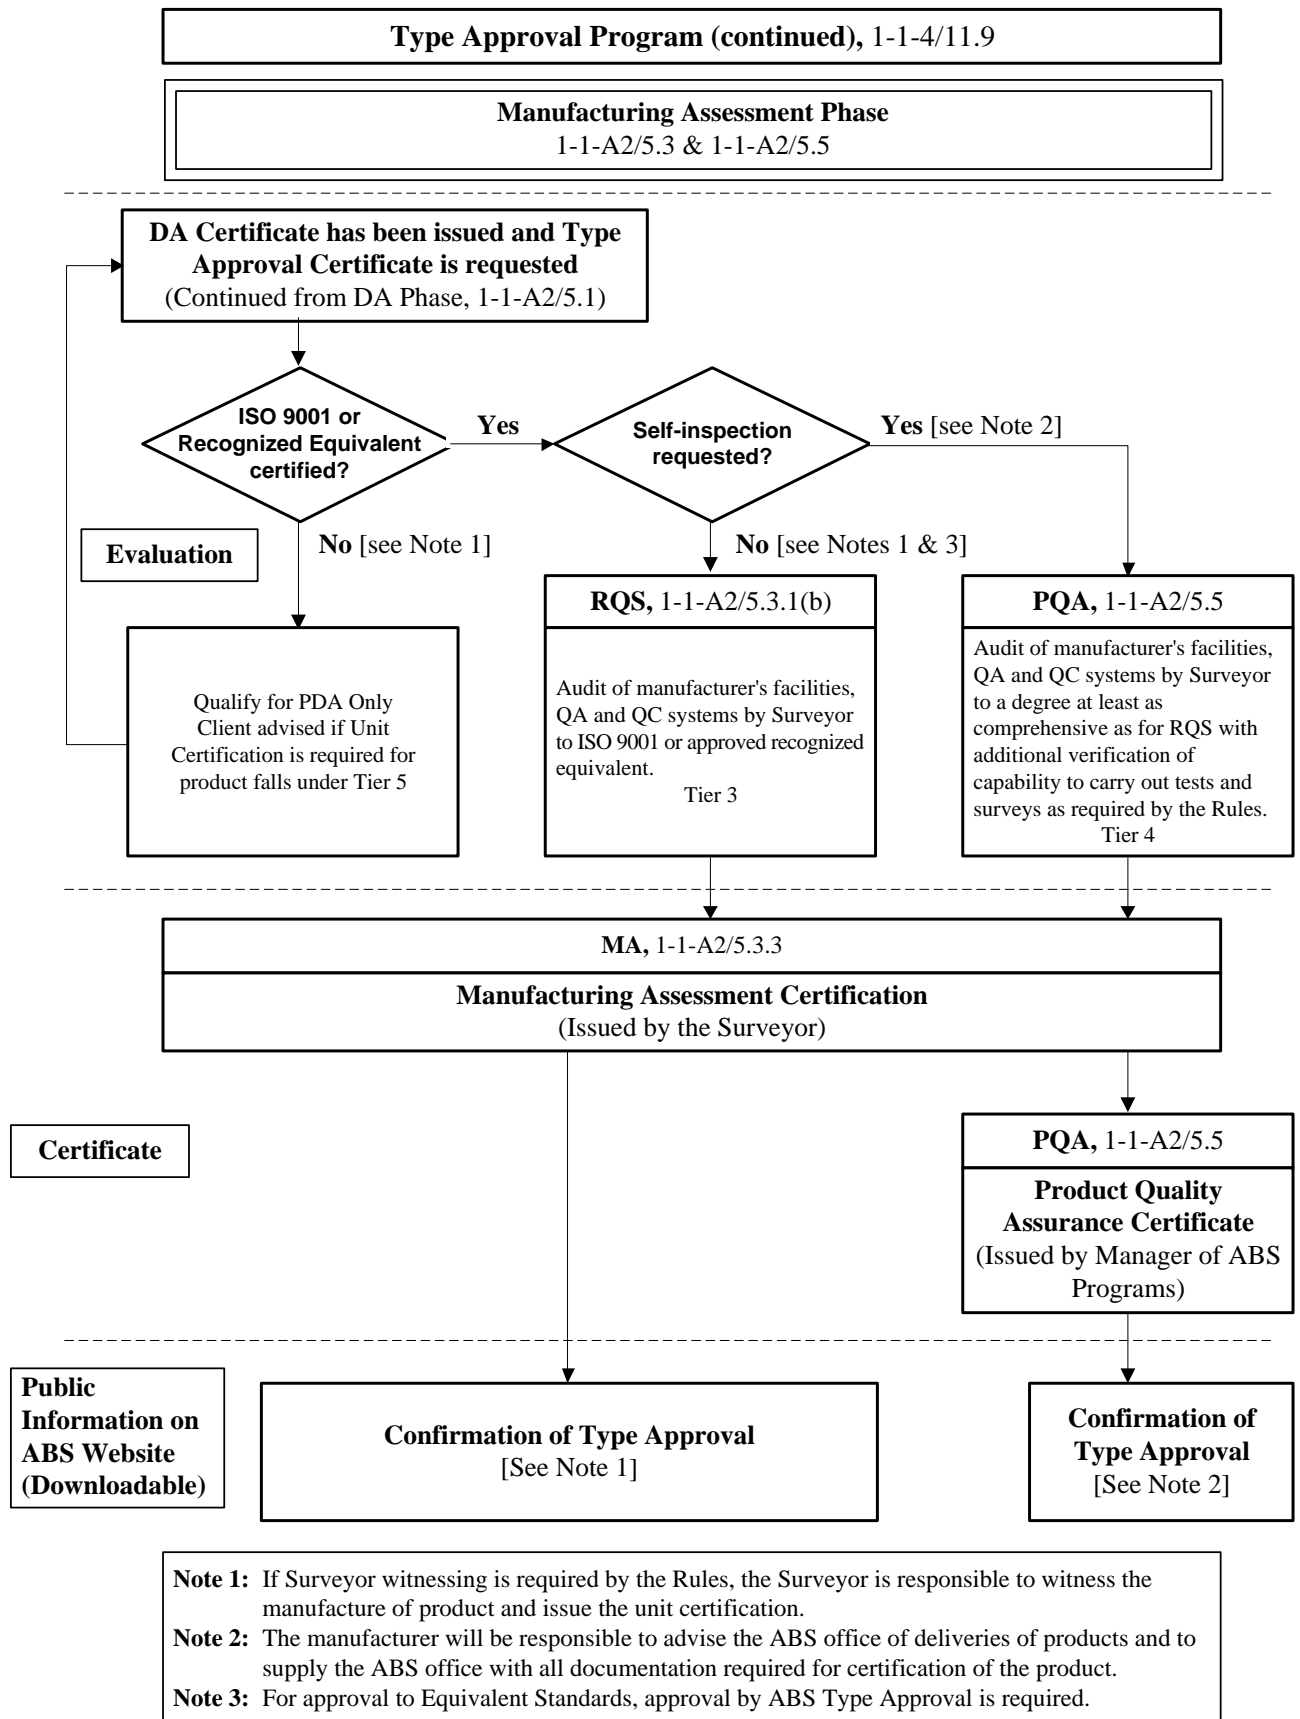 Type Approval Program (continued), 1-1-4/11.9
Manufacturing Assessment Phase
1-1-A2/5.3 & 1-1-A2/5.5
DA Certificate has been issued and Type
Approval Certificate is requested
(Continued from DA Phase, 1-1-A2/5.1)
ISO 9001 or
Recognized Equivalent
certified?
Yes
Self-inspection
requested?
Yes [see Note 2]
Evaluation
No [see Note 1]
No [see Notes 1 & 3]
Qualify for PDA Only
Client advised if Unit
Certification is required for
product falls under Tier 5
RQS, 1-1-A2/5.3.1(b)
Audit of manufacturer's facilities,
QA and QC systems by Surveyor
to ISO 9001 or approved recognized
equivalent.
Tier 3
PQA, 1-1-A2/5.5
Audit of manufacturer's facilities,
QA and QC systems by Surveyor
to a degree at least as
comprehensive as for RQS with
additional verification of
capability to carry out tests and
surveys as required by the Rules.
Tier 4
MA, 1-1-A2/5.3.3
Manufacturing Assessment Certification
(Issued by the Surveyor)
Certificate
PQA, 1-1-A2/5.5
Product Quality
Assurance Certificate
(Issued by Manager of ABS
Programs)
Public
Information on
ABS Website
(Downloadable)
Confirmation of Type Approval
[See Note 1]
Confirmation of
Type Approval
[See Note 2]
Note 1: If Surveyor witnessing is required by the Rules, the Surveyor is responsible to witness the
manufacture of product and issue the unit certification.
Note 2: The manufacturer will be responsible to advise the ABS office of deliveries of products and to
supply the ABS office with all documentation required for certification of the product.
Note 3: For approval to Equivalent Standards, approval by ABS Type Approval is required.